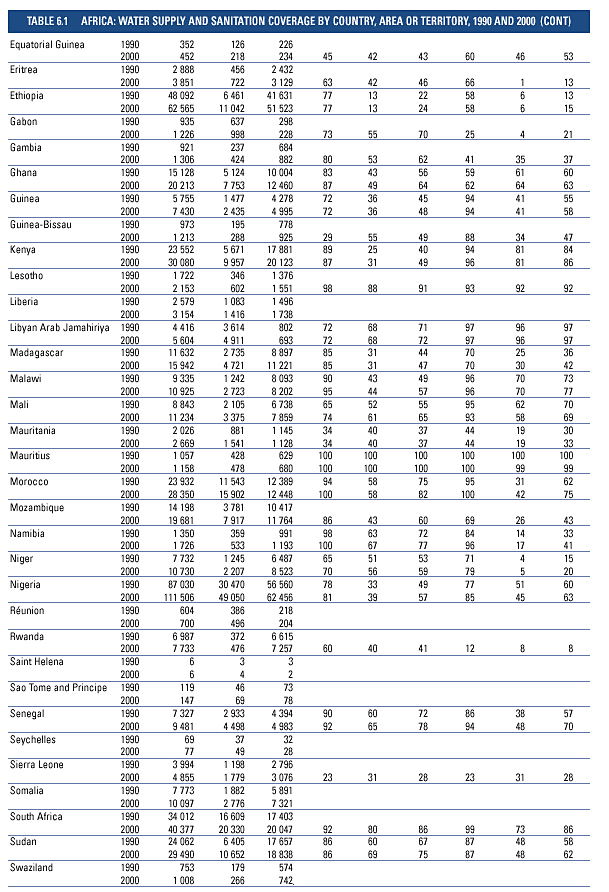 TABLE 6.1 AFRICA: WATER SUPPLY AND SANITATION COVERAGE BY COUNTRY, AREA OR TERRITORY, 1990 AND 2000 (CONT)
Equatorial Guinea 1990 352 126 226
2000 452 218 234 45 42 43 60 46 53
Eritrea 1990 2 888 456 2 432
2000 3 851 722 3 129 63 42 46 66 1 13
Ethiopia 1990 48 092 6 461 41 631 77 13 22 58 6 13
2000 62 565 11 042 51 523 77 13 24 58 6 15
Gabon 1990 935 637 298
2000 1 226 998 228 73 55 70 25 4 21
Gambia 1990 921 237 684
2000 1 306 424 882 80 53 62 41 35 37
Ghana 1990 15 128 5 124 10 004 83 43 56 59 61 60
2000 20 213 7 753 12 460 87 49 64 62 64 63
Guinea 1990 5 755 1 477 4 278 72 36 45 94 41 55
2000 7 430 2 435 4 995 72 36 48 94 41 58
Guinea-Bissau 1990 973 195 778
2000 1 213 288 925 29 55 49 88 34 47
Kenya 1990 23 552 5 671 17 881 89 25 40 94 81 84
2000 30 080 9 957 20 123 87 31 49 96 81 86
Lesotho 1990 1 722 346 1 376
2000 2 153 602 1 551 98 88 91 93 92 92
Liberia 1990 2 579 1 083 1 496
2000 3 154 1 416 1 738
Libyan Arab Jamahiriya 1990 4 416 3 614 802 72 68 71 97 96 97
2000 5 604 4 911 693 72 68 72 97 96 97
Madagascar 1990 11 632 2 735 8 897 85 31 44 70 25 36
2000 15 942 4 721 11 221 85 31 47 70 30 42
Malawi 1990 9 335 1 242 8 093 90 43 49 96 70 73
2000 10 925 2 723 8 202 95 44 57 96 70 77
Mali 1990 8 843 2 105 6 738 65 52 55 95 62 70
2000 11 234 3 375 7 859 74 61 65 93 58 69
Mauritania 1990 2 026 881 1 145 34 40 37 44 19 30
2000 2 669 1 541 1 128 34 40 37 44 19 33
Mauritius 1990 1 057 428 629 100 100 100 100 100 100
2000 1 158 478 680 100 100 100 100 99 99
Morocco 1990 23 932 11 543 12 389 94 58 75 95 31 62
2000 28 350 15 902 12 448 100 58 82 100 42 75
Mozambique 1990 14 198 3 781 10 417
2000 19 681 7 917 11 764 86 43 60 69 26 43
Namibia 1990 1 350 359 991 98 63 72 84 14 33
2000 1 726 533 1 193 100 67 77 96 17 41
Niger 1990 7 732 1 245 6 487 65 51 53 71 4 15
2000 10 730 2 207 8 523 70 56 59 79 5 20
Nigeria 1990 87 030 30 470 56 560 78 33 49 77 51 60
2000 111 506 49 050 62 456 81 39 57 85 45 63
Réunion 1990 604 386 218
2000 700 496 204
Rwanda 1990 6 987 372 6 615
2000 7 733 476 7 257 60 40 41 12 8 8
Saint Helena 1990 6 3 3
2000 6 4 2
Sao Tome and Principe 1990 119 46 73
2000 147 69 78
Senegal 1990 7 327 2 933 4 394 90 60 72 86 38 57
2000 9 481 4 498 4 983 92 65 78 94 48 70
Seychelles 1990 69 37 32
2000 77 49 28
Sierra Leone 1990 3 994 1 198 2 796
2000 4 855 1 779 3 076 23 31 28 23 31 28
Somalia 1990 7 773 1 882 5 891
2000 10 097 2 776 7 321
South Africa 1990 34 012 16 609 17 403
2000 40 377 20 330 20 047 92 80 86 99 73 86
Sudan 1990 24 062 6 405 17 657 86 60 67 87 48 58
2000 29 490 10 652 18 838 86 69 75 87 48 62
Swaziland 1990 753 179 574
2000 1 008 266 742